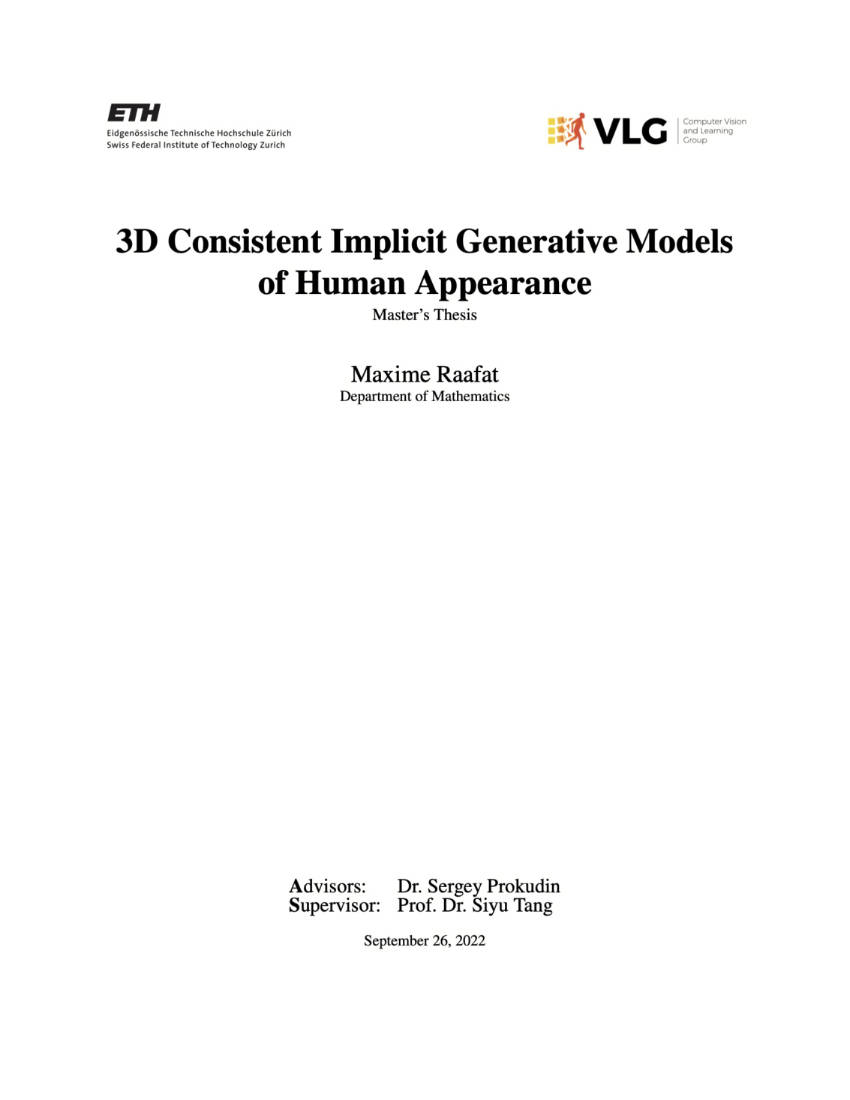 ETH
Eidgenössische Technische Hochschule Zürich
Swiss Federal Institute of Technology Zurich
VLG
Computer Vision
and Learning
Group
3D Consistent Implicit Generative Models
of Human Appearance
Master's Thesis
Maxime Raafat
Department of Mathematics
Advisors: Dr. Sergey Prokudin
Supervisor: Prof. Dr. Siyu Tang
September 26, 2022